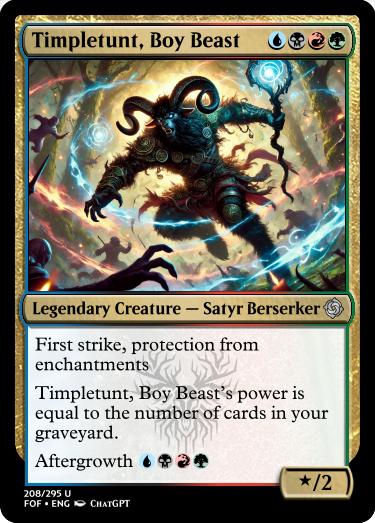 Timpletunt, Boy Beast
Legendary Creature — Satyr Berserker
First strike, protection from
enchantments
Timpletunt, Boy Beast's power is
equal to the number of cards in your
graveyard.
Aftergrowth
★/2
208/295 U
FOF • ENG ChatGPT